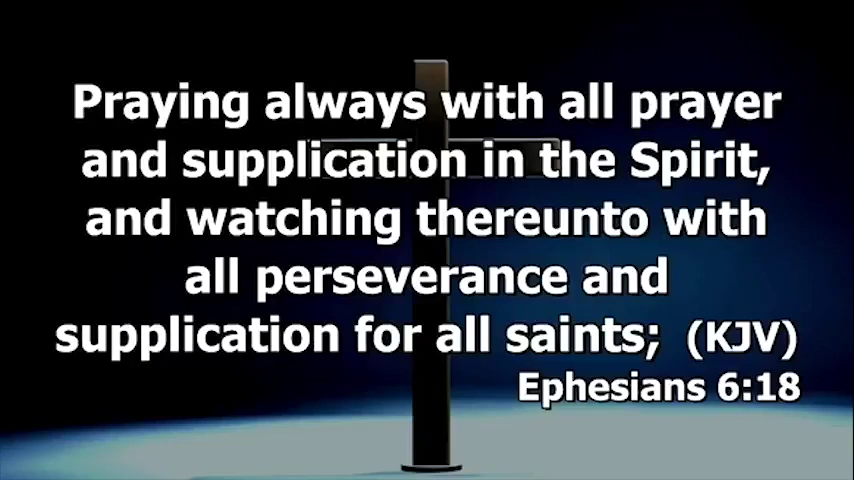 Praying always with all prayer
and supplication in the Spirit,
and watching thereunto with
all perseverance and
supplication for all saints; (KJV)
Ephesians 6:18